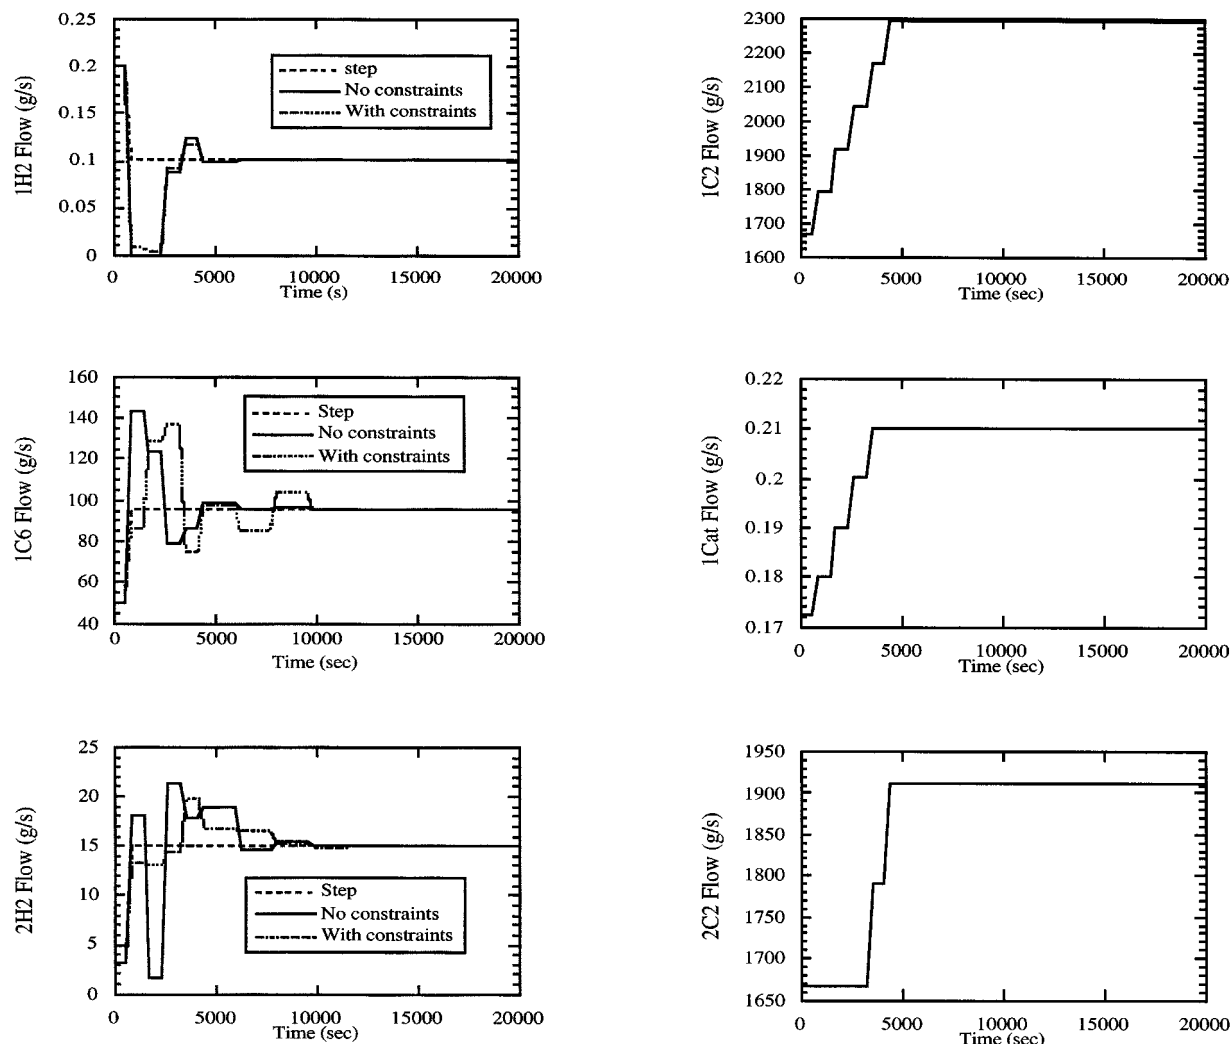 0.25
0.2
0.15
0.1
0.05
0
1H2 Flow (g/s)
step
No constraints
With constraints
0 5000 10000 15000 20000
Time (s)
2300
2200
2100
2000
1900
1800
1700
1600
1C2 Flow (g/s)
0 5000 10000 15000 20000
Time (sec)
160
140
120
100
80
60
40
1C6 Flow (g/s)
Step
No constraints
With constraints
0 5000 10000 15000 20000
Time (sec)
0.22
0.21
0.2
0.19
0.18
0.17
1Cat Flow (g/s)
0 5000 10000 15000 20000
Time (sec)
25
20
15
10
5
0
2H2 Flow (g/s)
Step
No constraints
With constraints
0 5000 10000 15000 20000
Time (sec)
1950
1900
1850
1800
1750
1700
1650
2C2 Flow (g/s)
0 5000 10000 15000 20000
Time (sec)